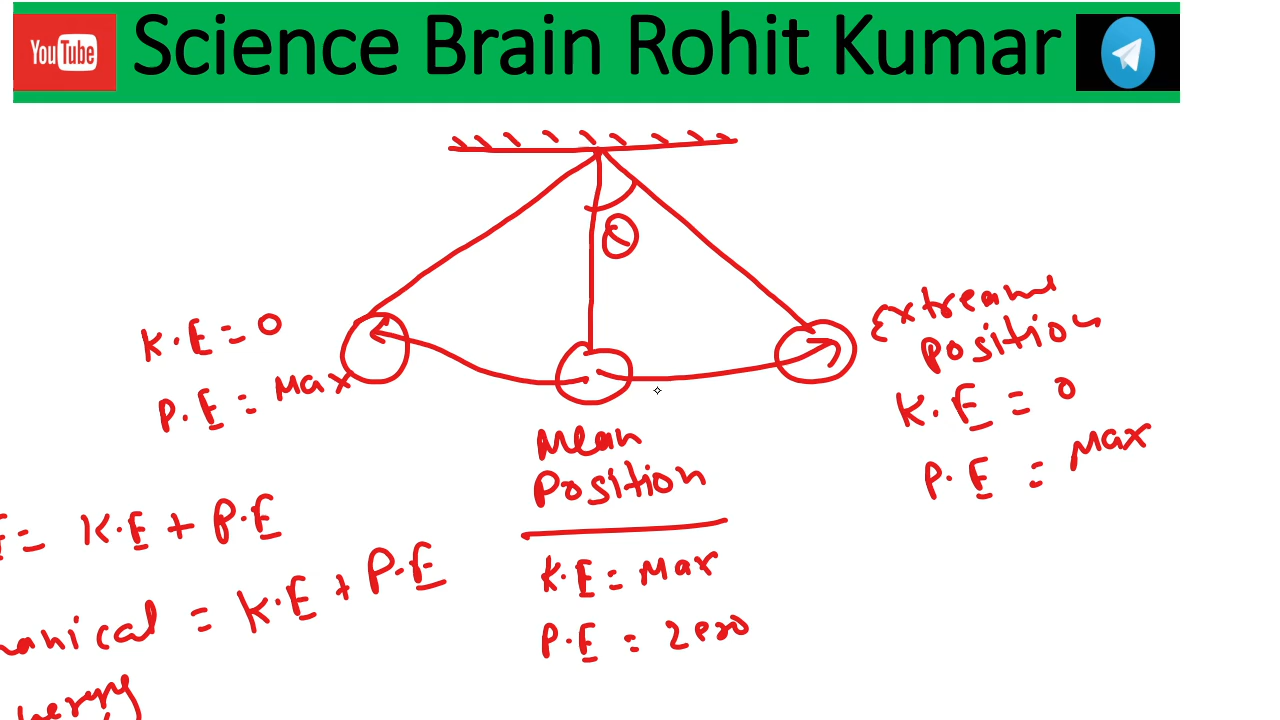 YouTube Science Brain Rohit Kumar
θ
K.E = 0
P.E = Max
Extreame
position
K.E = 0
P.E = Max
Mean
Position
K.E = Max
P.E = Zero
E = K.E + P.E
hanical = K.E + P.E